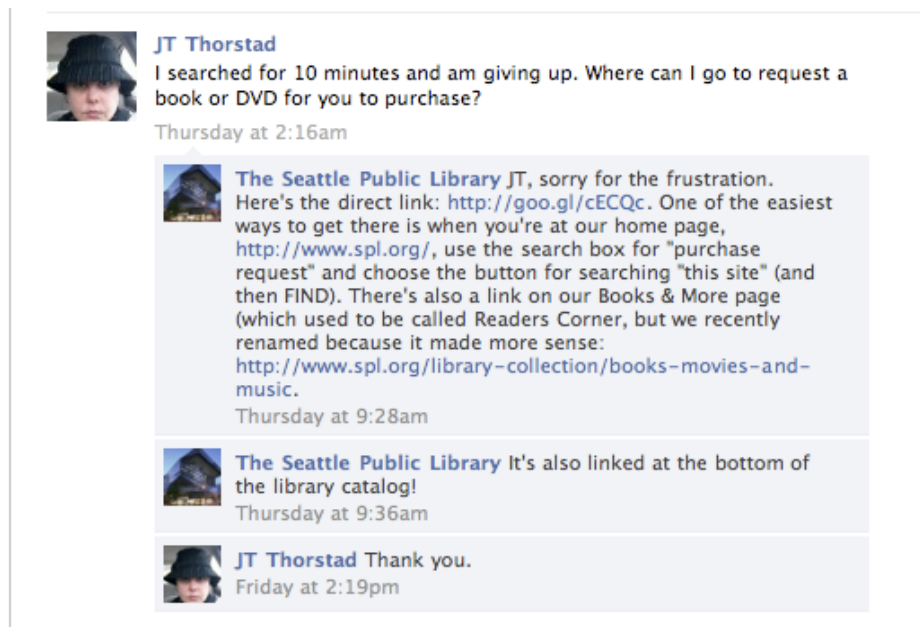 JT Thorstad
I searched for 10 minutes and am giving up. Where can I go to request a
book or DVD for you to purchase?
Thursday at 2:16am
The Seattle Public Library JT, sorry for the frustration.
Here's the direct link: http://goo.gl/cECQc. One of the easiest
ways to get there is when you're at our home page,
http://www.spl.org/, use the search box for "purchase
request" and choose the button for searching "this site" (and
then FIND). There's also a link on our Books & More page
(which used to be called Readers Corner, but we recently
renamed because it made more sense:
http://www.spl.org/library-collection/books-movies-and-
music.
Thursday at 9:28am
The Seattle Public Library It's also linked at the bottom of
the library catalog!
Thursday at 9:36am
JT Thorstad Thank you.
Friday at 2:19pm